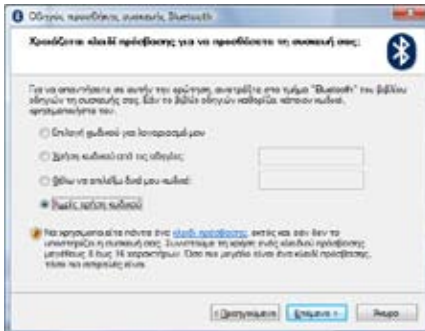 Οδηγός προσθήκης συσκευής Bluetooth
Χρειάζεται κλειδί πρόσβασης για να προσθέσετε τη συσκευή σας;
Για να απαντήσετε σε αυτήν την ερώτηση, ανατρέξτε στο τμήμα "Bluetooth" του βιβλίου
οδηγιών της συσκευής σας. Εάν το βιβλίο οδηγιών καθορίζει κάποιον κωδικό,
χρησιμοποιήστε τον.
Επιλογή κωδικού για λογαριασμό μου
Χρήση κωδικού από τις οδηγίες:
Θέλω να επιλέξω δικό μου κωδικό:
Χωρίς χρήση κωδικού
Να χρησιμοποιείτε πάντα ένα κλειδί πρόσβασης, εκτός και εάν δεν το
υποστηρίζει η συσκευή σας. Συνιστούμε τη χρήση ενός κλειδιού πρόσβασης
μεγέθους 8 έως 16 χαρακτήρων. Όσο πιο μεγάλο είναι ένα κλειδί πρόσβασης,
τόσο πιο ασφαλές είναι.
< Προηγούμενο Επόμενο > Άκυρο